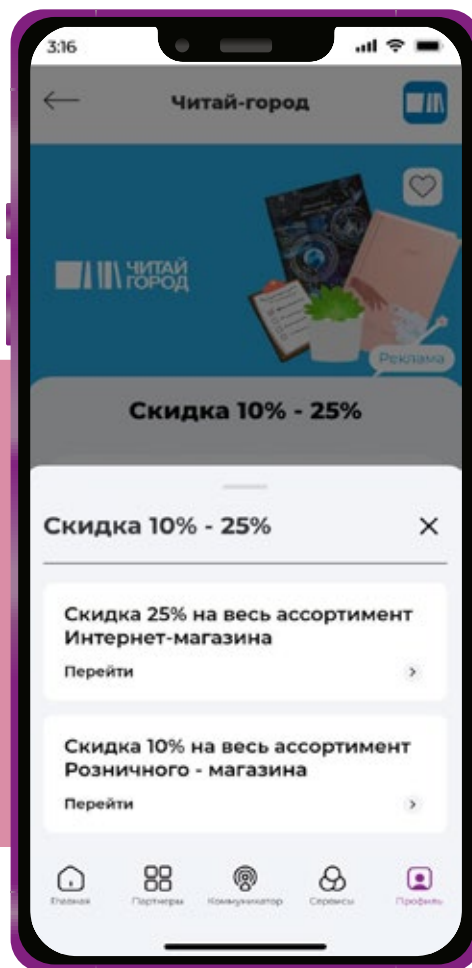 3:16
Читай-город
ЧИТАЙ
ГОРОД
Реклама
Скидка 10% - 25%
Скидка 10% - 25%
Скидка 25% на весь ассортимент
Интернет-магазина
Перейти
Скидка 10% на весь ассортимент
Розничного - магазина
Перейти
Главная Партнеры Коммуникатор Сервисы Профиль